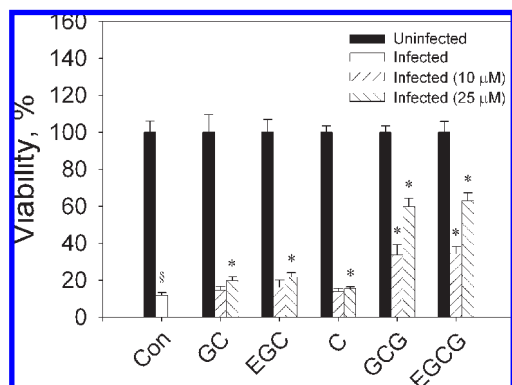 160
140
120
100
80
60
40
20
0
Viability, %
Uninfected
Infected
Infected (10 μM)
Infected (25 μM)
§
*
*
*
*
*
*
*
Con
GC
EGC
C
GCG
EGCG